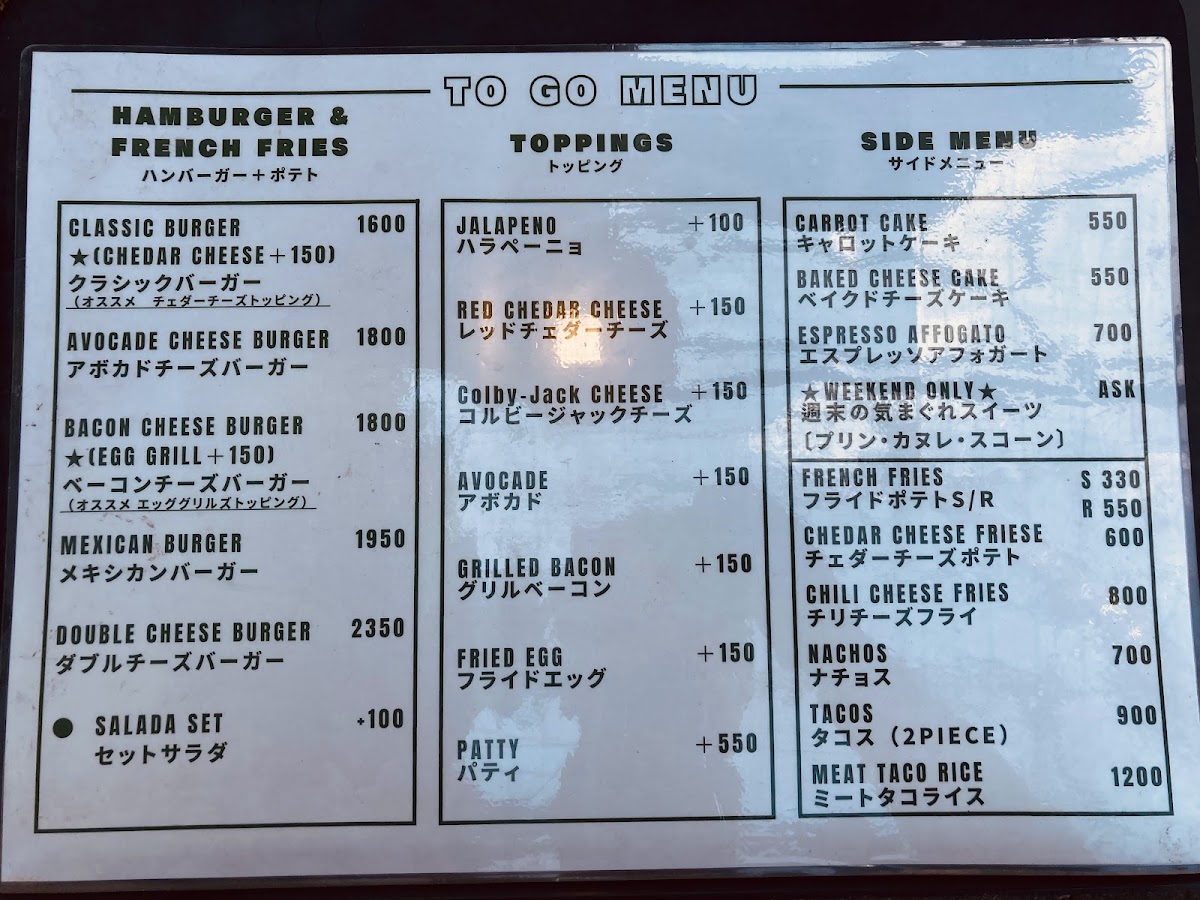 TO GO MENU
HAMBURGER &
FRENCH FRIES
ハンバーガー+ポテト
CLASSIC BURGER 1600
★(CHEDAR CHEESE+150)
クラシックバーガー
(オススメ チェダーチーズトッピング)
AVOCADE CHEESE BURGER 1800
アボカドチーズバーガー
BACON CHEESE BURGER 1800
★(EGG GRILL+150)
ベーコンチーズバーガー
(オススメ エッググリルズトッピング)
MEXICAN BURGER 1950
メキシカンバーガー
DOUBLE CHEESE BURGER 2350
ダブルチーズバーガー
● SALADA SET +100
セットサラダ
TOPPINGS
トッピング
JALAPENO +100
ハラペーニョ
RED CHEDAR CHEESE +150
レッドチェダーチーズ
Colby-Jack CHEESE +150
コルビージャックチーズ
AVOCADE +150
アボカド
GRILLED BACON +150
グリルベーコン
FRIED EGG +150
フライドエッグ
PATTY +550
パティ
SIDE MENU
サイドメニュー
CARROT CAKE 550
キャロットケーキ
BAKED CHEESE CAKE 550
ベイクドチーズケーキ
ESPRESSO AFFOGATO 700
エスプレッソアフォガート
★WEEKEND ONLY★ ASK
週末の気まぐれスイーツ
〔プリン・カヌレ・スコーン〕
FRENCH FRIES S 330
フライドポテトS/R R 550
CHEDAR CHEESE FRIESE 600
チェダーチーズポテト
CHILI CHEESE FRIES 800
チリチーズフライ
NACHOS 700
ナチョス
TACOS 900
タコス(2PIECE)
MEAT TACO RICE 1200
ミートタコライス